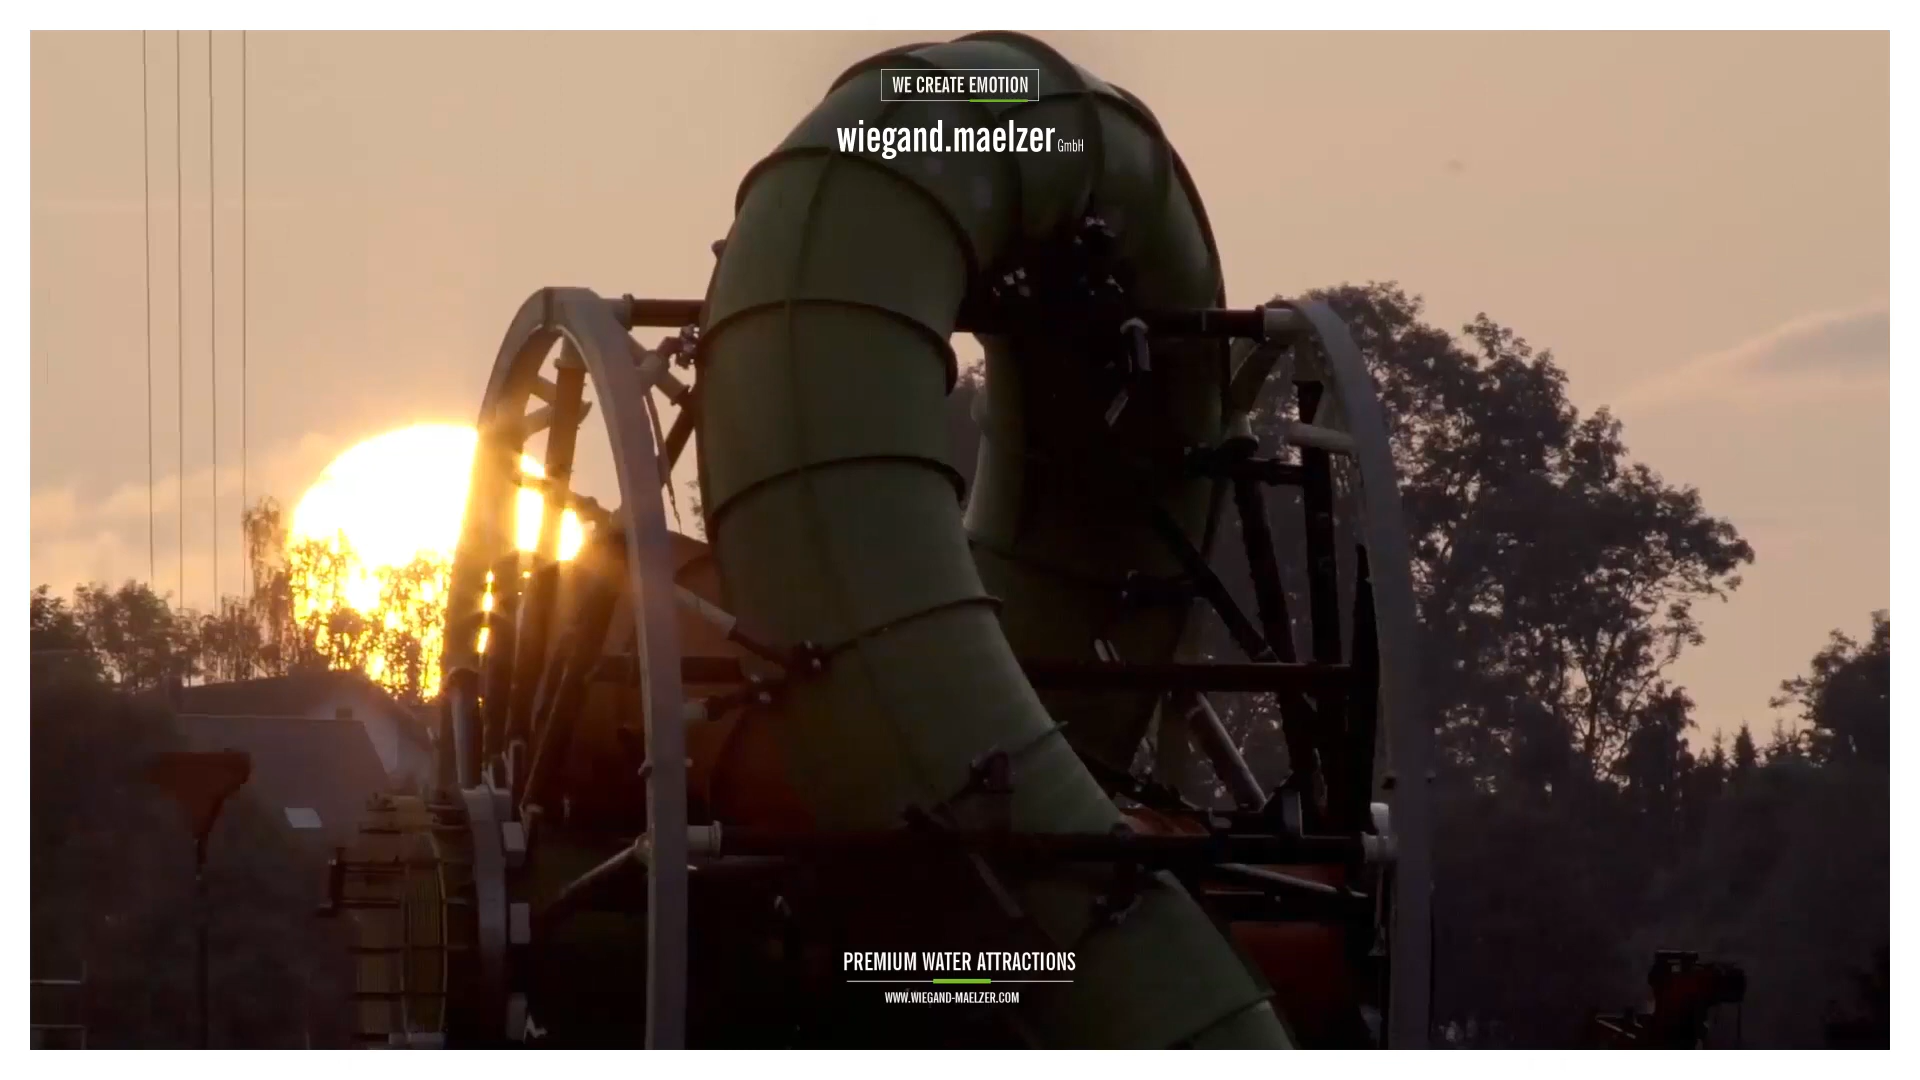 WE CREATE EMOTION
wiegand.maelzer GmbH
PREMIUM WATER ATTRACTIONS
WWW.WIEGAND-MAELZER.COM